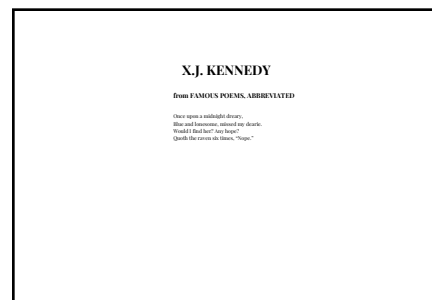 X.J. KENNEDY
from FAMOUS POEMS, ABBREVIATED
Once upon a midnight dreary,
Blue and lonesome, missed my dearie.
Would I find her? Any hope?
Quoth the raven six times, “Nope.”